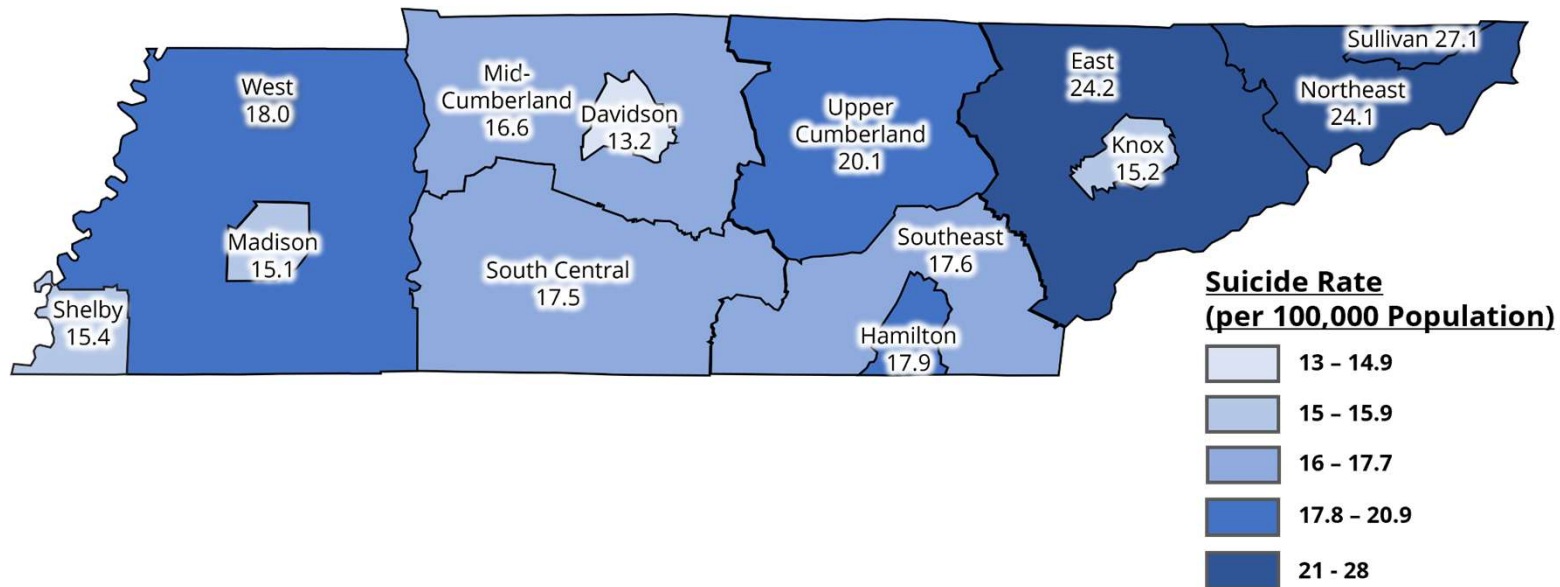 West
18.0
Mid-
Cumberland
16.6
Davidson
13.2
Upper
Cumberland
20.1
East
24.2
Knox
15.2
Sullivan 27.1
Northeast
24.1
Madison
15.1
Shelby
15.4
South Central
17.5
Southeast
17.6
Hamilton
17.9
Suicide Rate
(per 100,000 Population)
13 – 14.9
15 – 15.9
16 – 17.7
17.8 – 20.9
21 - 28